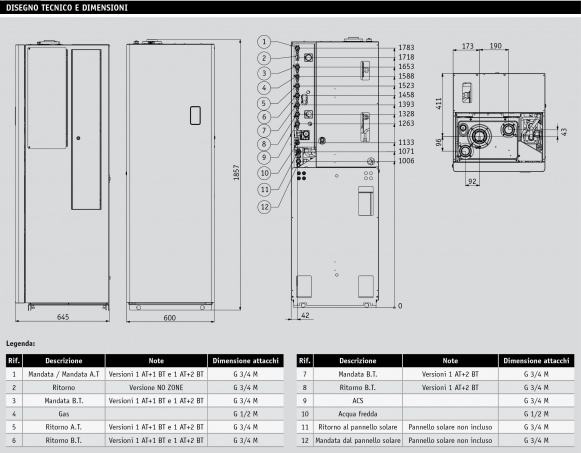 DISEGNO TECNICO E DIMENSIONI
1
2
3
4
5
6
7
8
9
10
11
12
1783
1718
1653
1588
1523
1458
1393
1328
1263
1133
1071
1006
0
1857
645
600
42
173 190
411
96
43
92
Legenda:
Rif. Descrizione Note Dimensione attacchi
1 Mandata / Mandata A.T Versioni 1 AT+1 BT e 1 AT+2 BT G 3/4 M
2 Ritorno Versione NO ZONE G 3/4 M
3 Mandata B.T. Versioni 1 AT+1 BT e 1 AT+2 BT G 3/4 M
4 Gas G 1/2 M
5 Ritorno A.T. Versioni 1 AT+1 BT e 1 AT+2 BT G 3/4 M
6 Ritorno B.T. Versioni 1 AT+1 BT e 1 AT+2 BT G 3/4 M
Rif. Descrizione Note Dimensione attacchi
7 Mandata B.T. Versioni 1 AT+2 BT G 3/4 M
8 Ritorno B.T. Versioni 1 AT+2 BT G 3/4 M
9 ACS G 3/4 M
10 Acqua fredda G 1/2 M
11 Ritorno al pannello solare Pannello solare non incluso G 3/4 M
12 Mandata dal pannello solare Pannello solare non incluso G 3/4 M